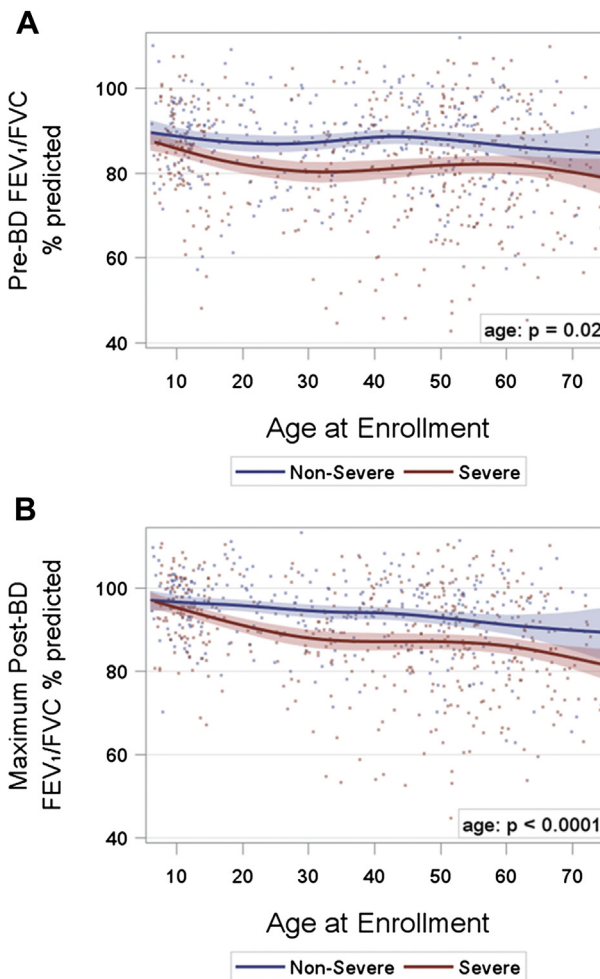 A
Pre-BD FEV₁/FVC
% predicted
100
80
60
40
age: p = 0.02
10 20 30 40 50 60 70
Age at Enrollment
Non-Severe Severe
B
Maximum Post-BD
FEV₁/FVC % predicted
100
80
60
40
age: p < 0.0001
10 20 30 40 50 60 70
Age at Enrollment
Non-Severe Severe